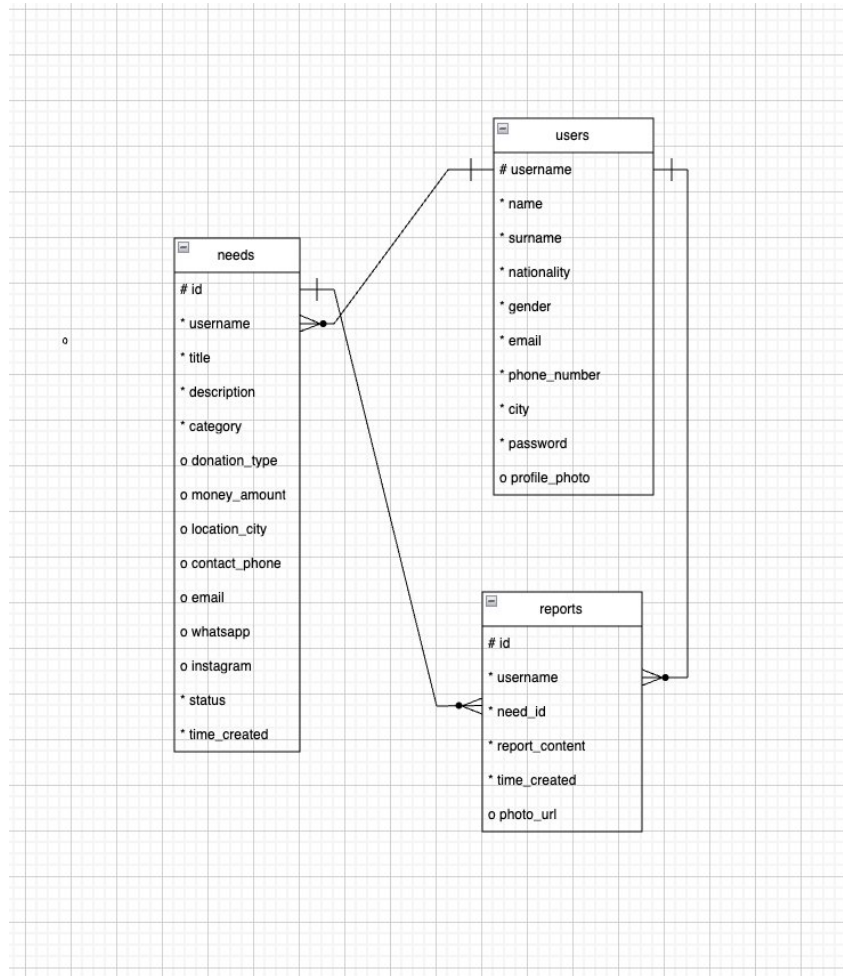 users
# username
* name
* surname
* nationality
* gender
* email
* phone_number
* city
* password
o profile_photo
needs
# id
* username
* title
* description
* category
o donation_type
o money_amount
o location_city
o contact_phone
o email
o whatsapp
o instagram
* status
* time_created
o
reports
# id
* username
* need_id
* report_content
* time_created
o photo_url